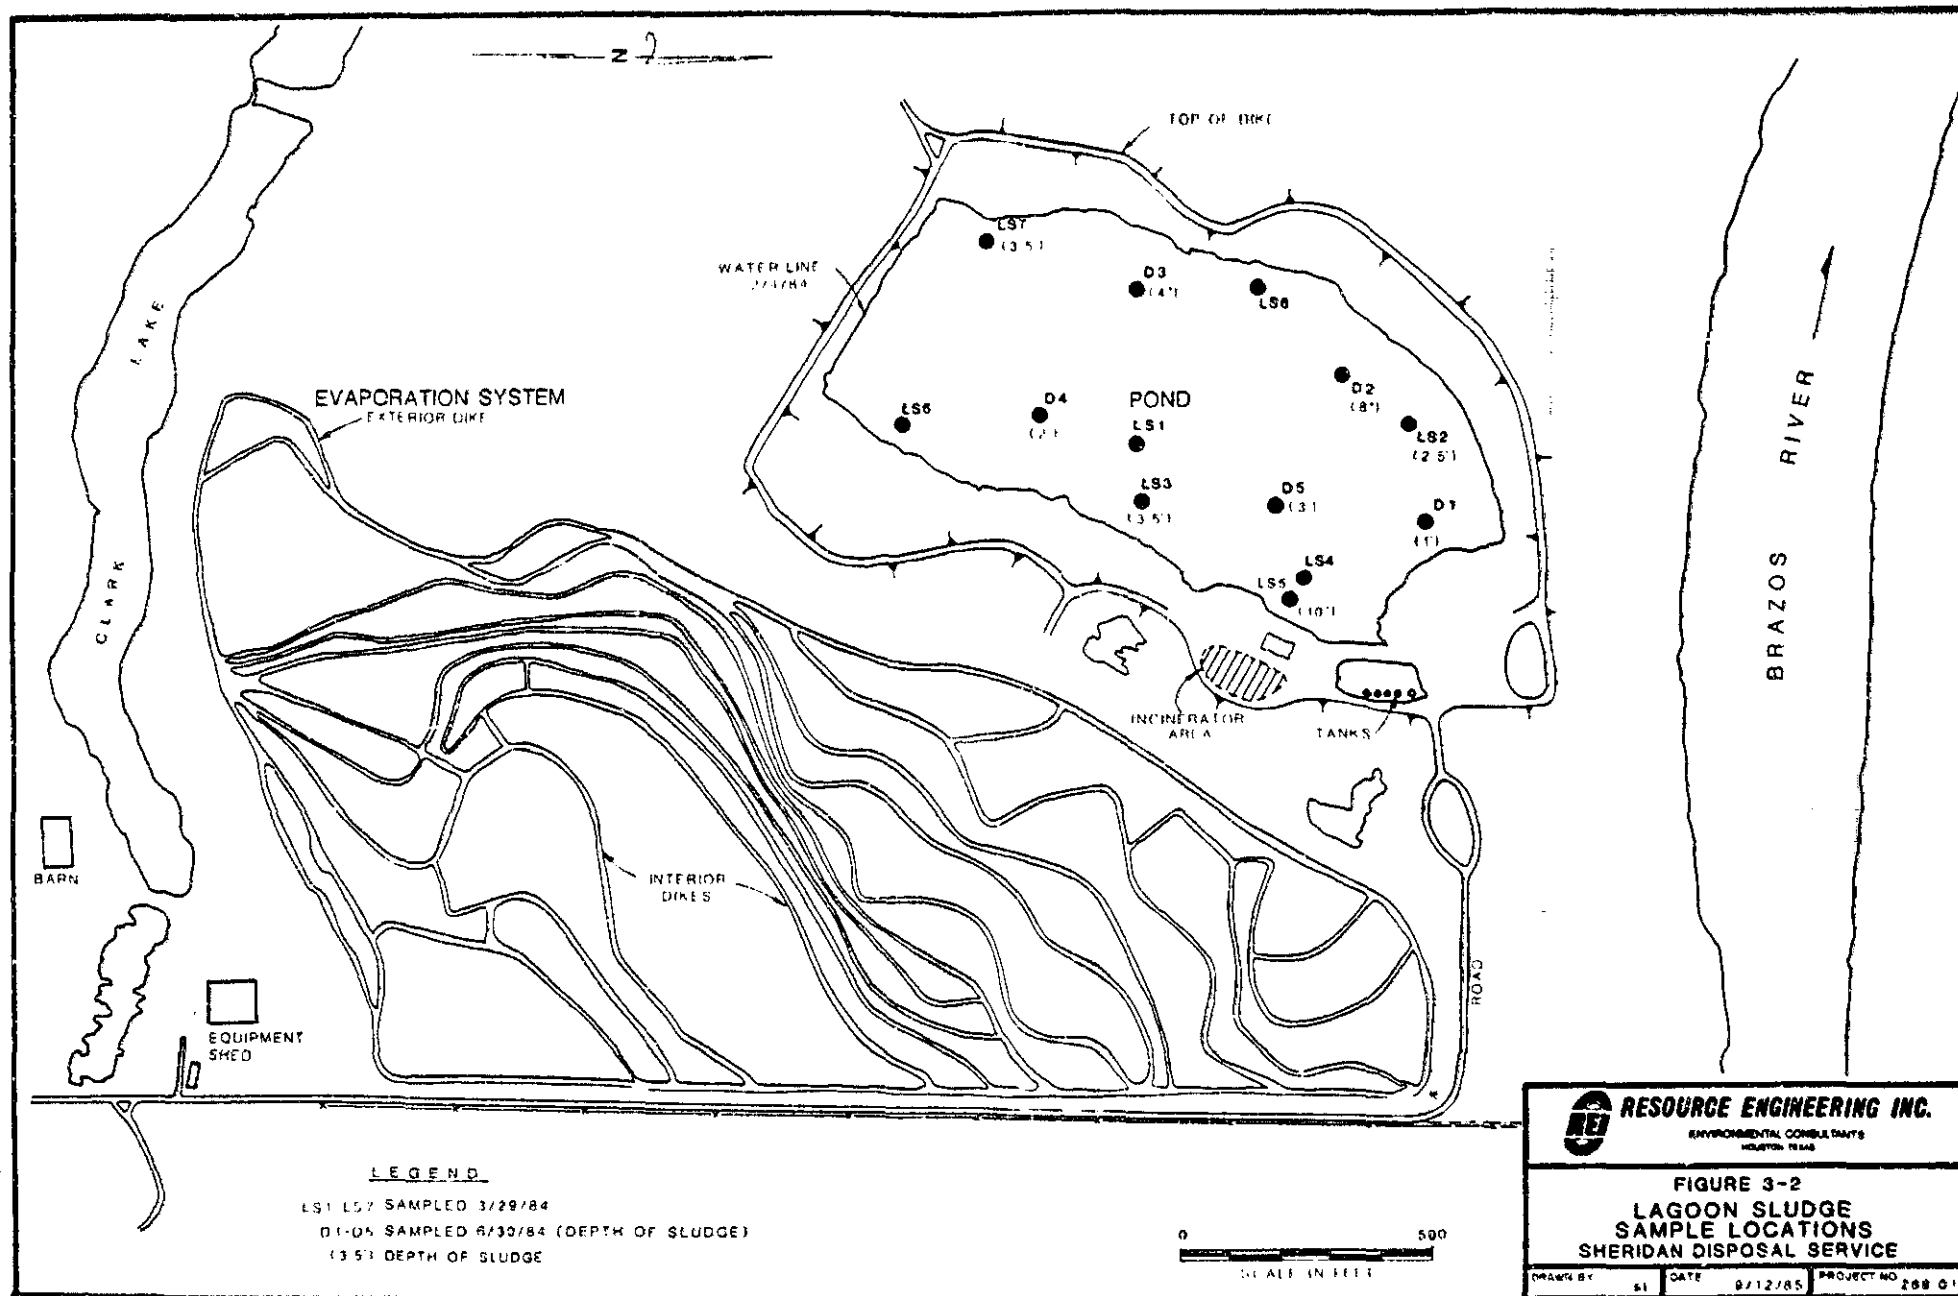 N
TOP OF DIKE
LS7
(3.5')
WATER LINE
D3
(4')
LS6
LAKE
EVAPORATION SYSTEM
EXTERIOR DIKE
D2
(8")
POND
D4
LS6
LS1
LS2
(2.5')
LS3
(3.5')
D5
(3')
D1
(1')
LS4
LS5
(10')
CLARK
BRAZOS RIVER
INCINERATOR
AREA
TANKS
BARN
INTERIOR
DIKES
ROAD
EQUIPMENT
SHED
LEGEND
LS1-LS7 SAMPLED 3/29/84
D1-D5 SAMPLED 6/30/84 (DEPTH OF SLUDGE)
(3.5') DEPTH OF SLUDGE
0 500
SCALE IN FEET
REI
RESOURCE ENGINEERING INC.
ENVIRONMENTAL CONSULTANTS
HOUSTON TEXAS
FIGURE 3-2
LAGOON SLUDGE
SAMPLE LOCATIONS
SHERIDAN DISPOSAL SERVICE
DRAWN BY DATE 9/12/85 PROJECT NO 268 01